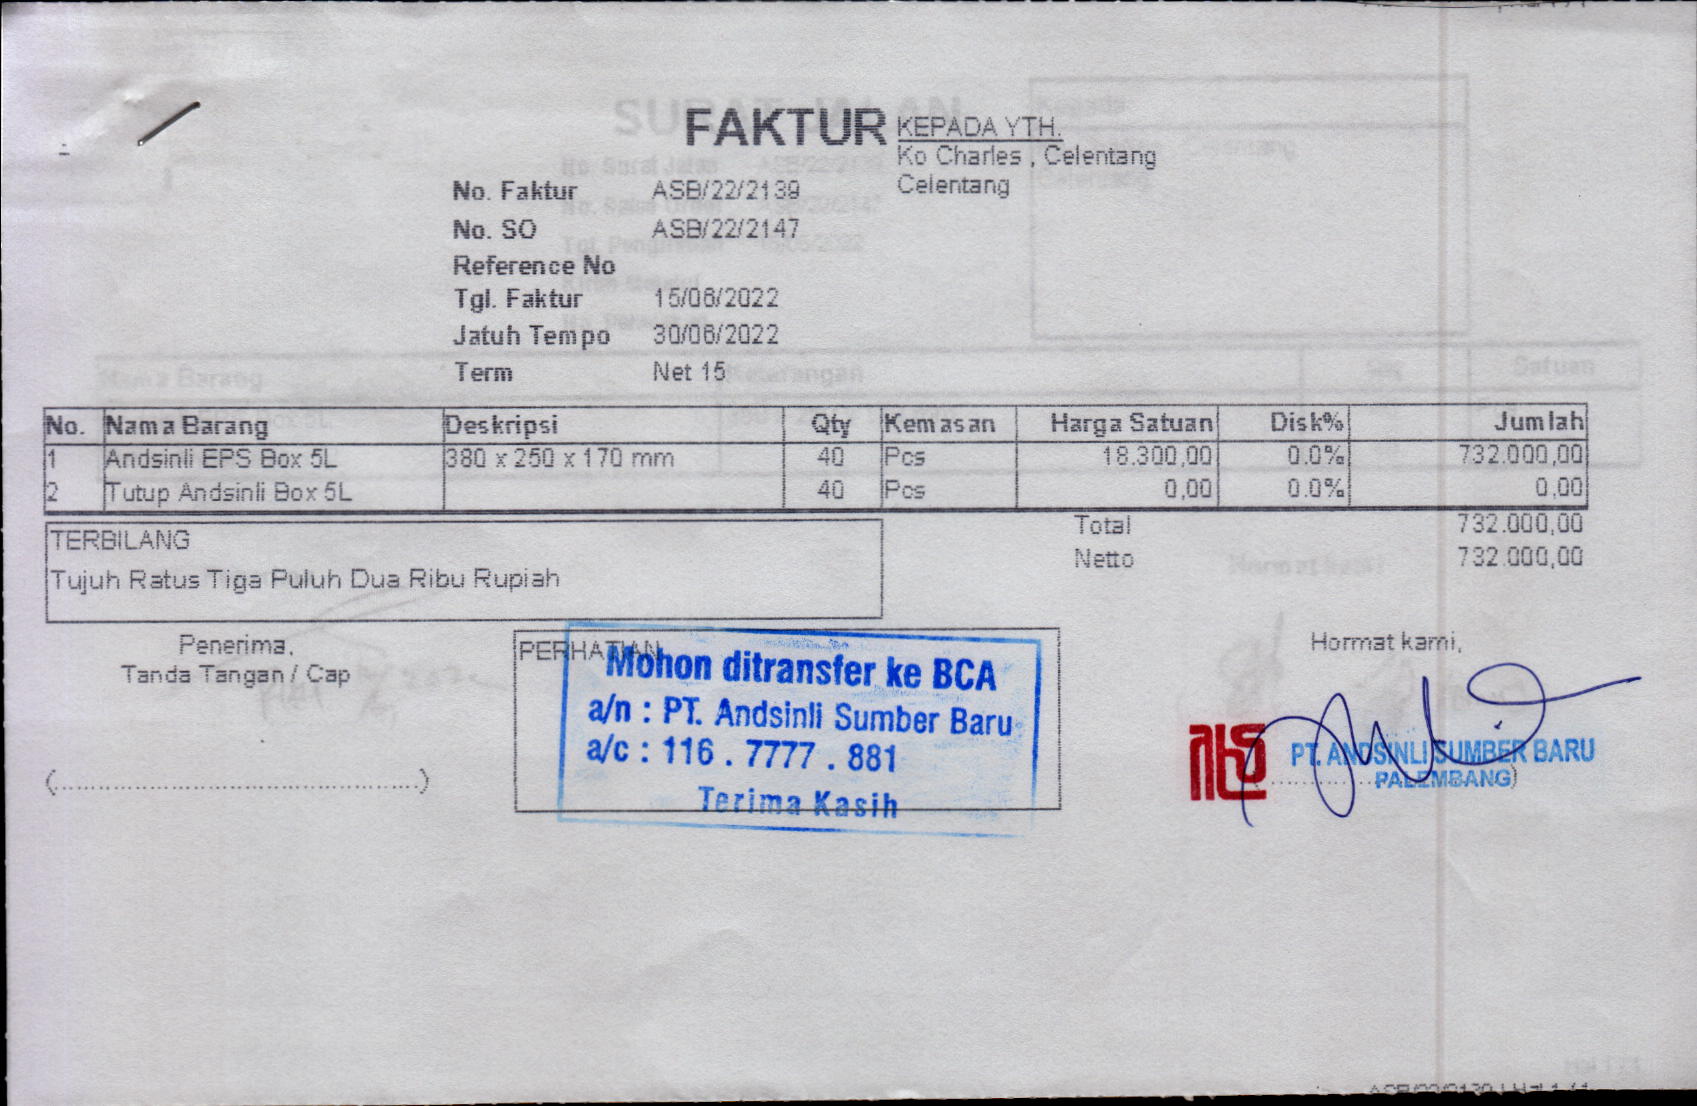 FAKTUR
KEPADA YTH.
Ko Charles , Celentang
Celentang
No. Faktur ASB/22/2139
No. SO ASB/22/2147
Reference No
Tgl. Faktur 15/06/2022
Jatuh Tempo 30/06/2022
Term Net 15
No. Nama Barang Deskripsi Qty Kemasan Harga Satuan Disk% Jumlah
1 Andsinli EPS Box 5L 380 x 250 x 170 mm 40 Pcs 18.300,00 0.0% 732.000,00
2 Tutup Andsinli Box 5L 40 Pcs 0,00 0.0% 0,00
Total 732.000,00
Netto 732.000,00
TERBILANG
Tujuh Ratus Tiga Puluh Dua Ribu Rupiah
Penerima,
Tanda Tangan / Cap
(................................................)
PERHATIAN
Mohon ditransfer ke BCA
a/n : PT. Andsinli Sumber Baru
a/c : 116 . 7777 . 881
Terima Kasih
Hormat kami,
PT. ANDSINLI SUMBER BARU
PALEMBANG